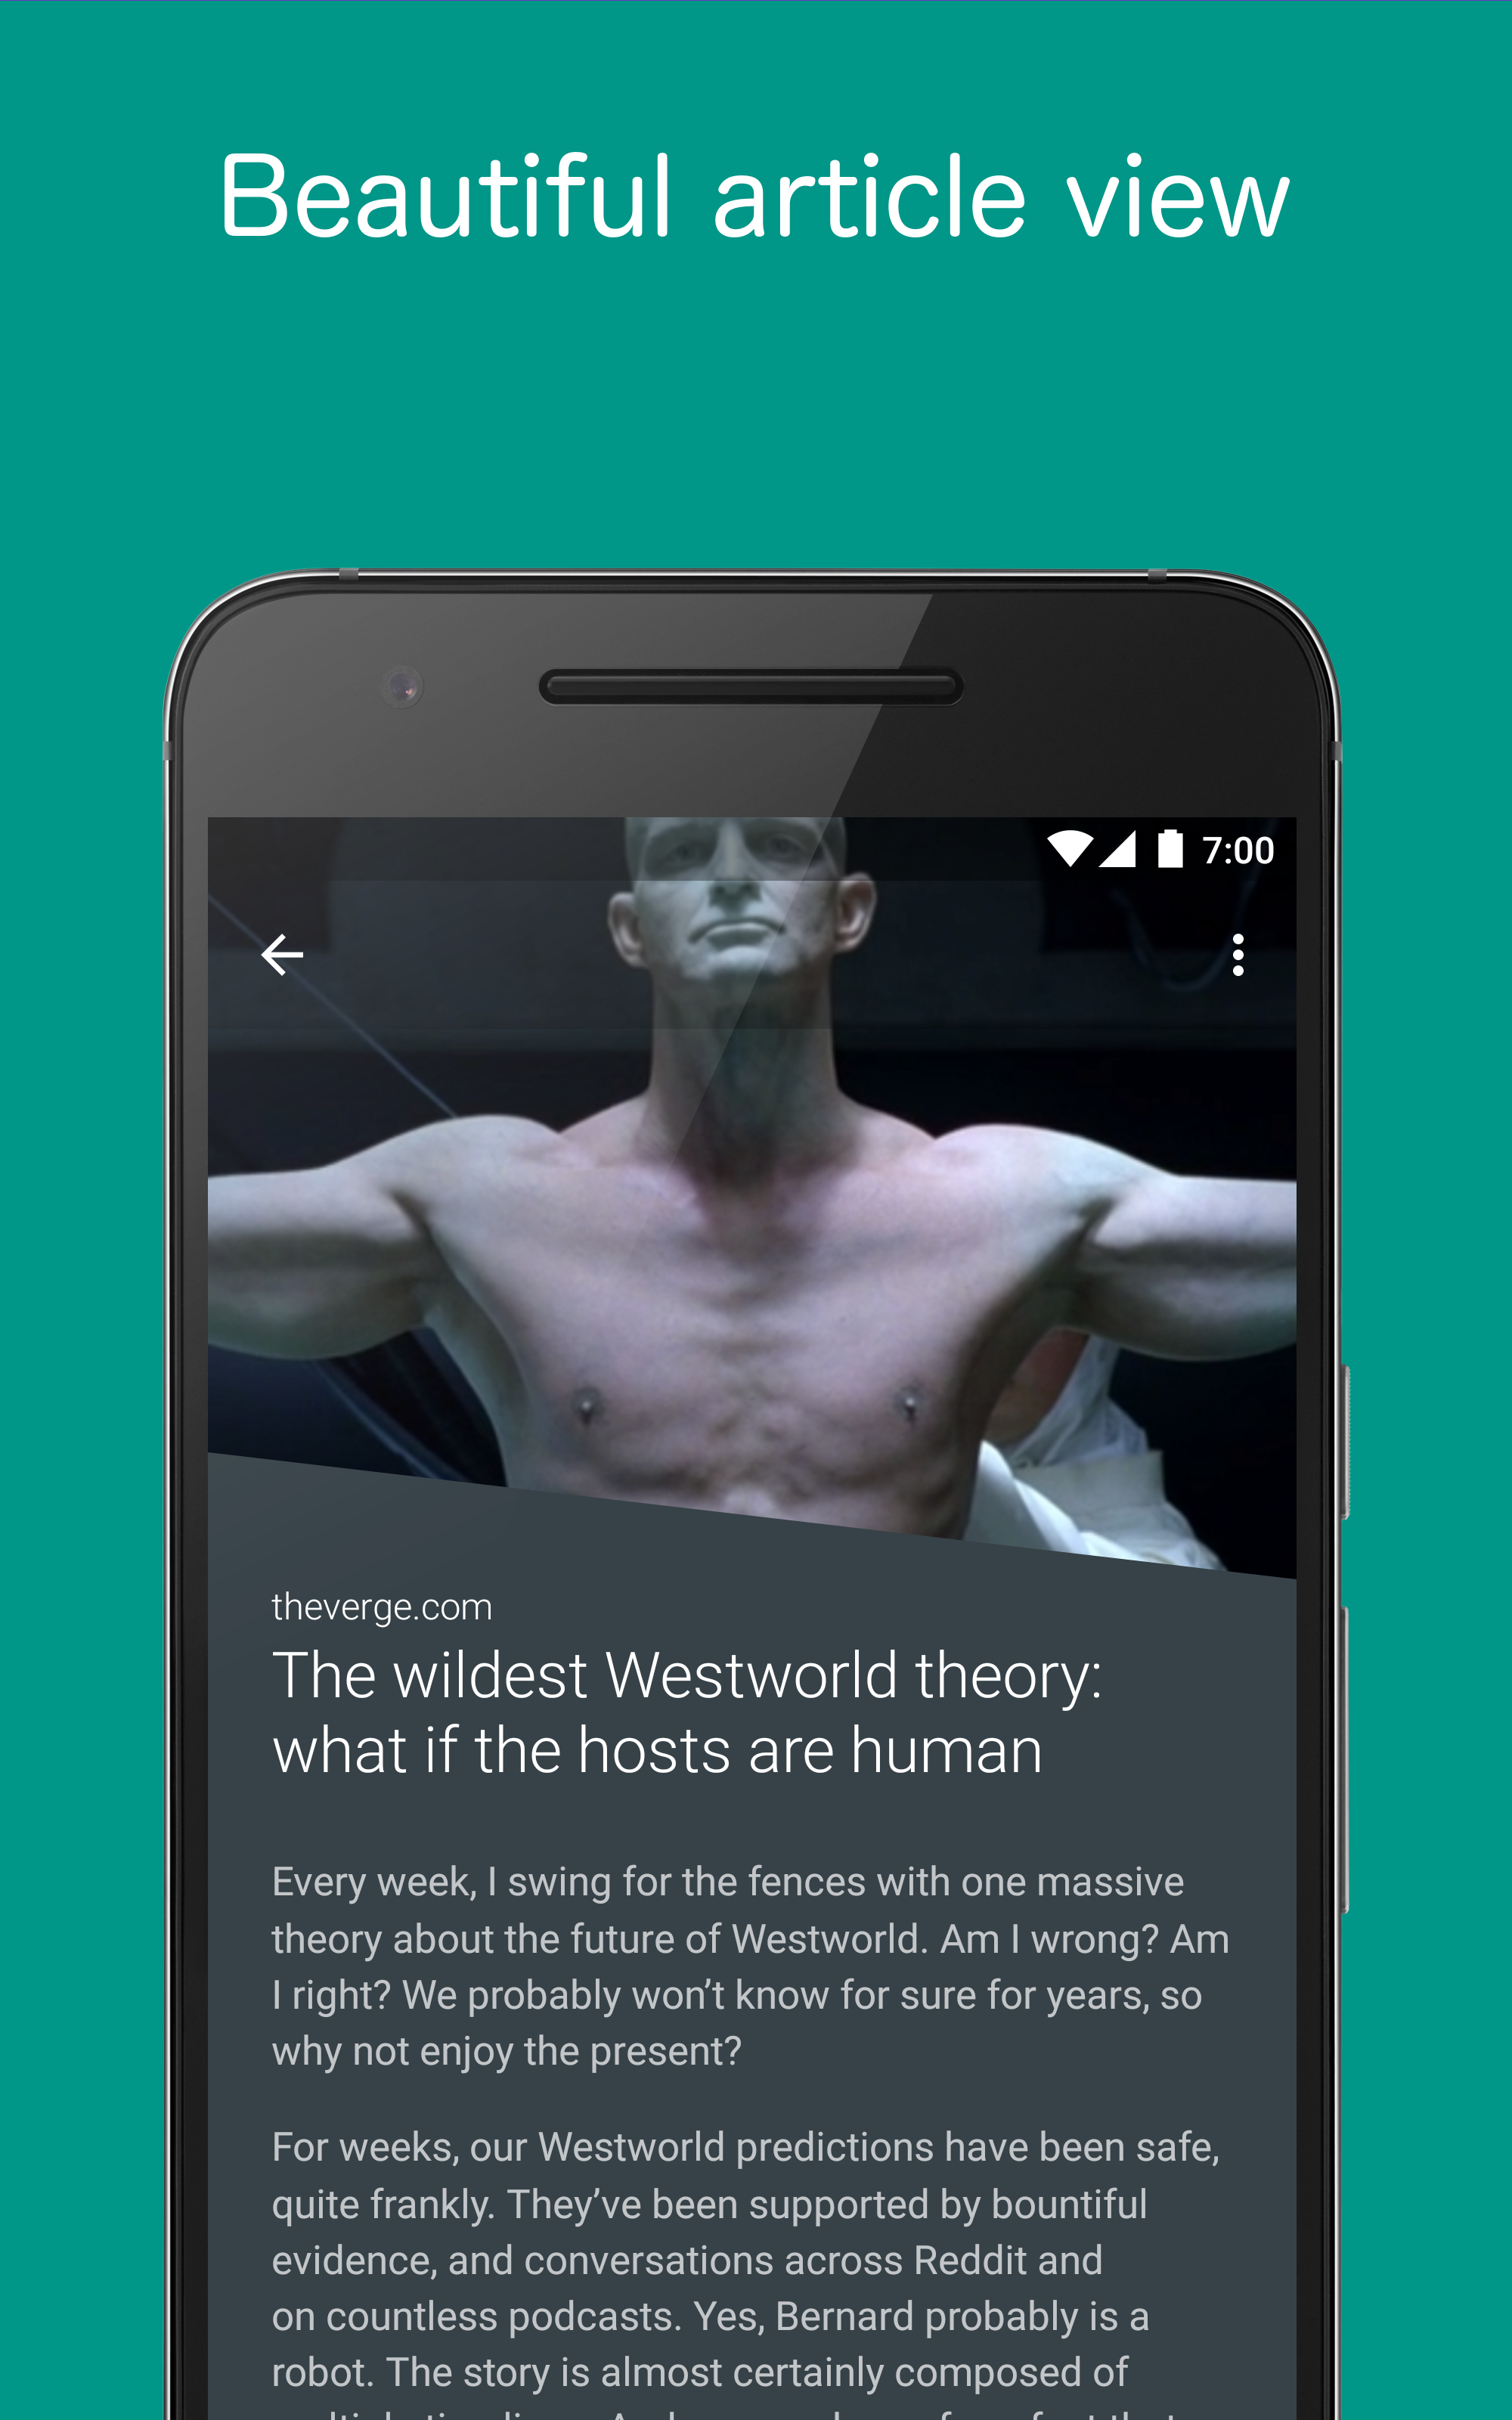 Beautiful article view
7:00
theverge.com
The wildest Westworld theory:
what if the hosts are human
Every week, I swing for the fences with one massive
theory about the future of Westworld. Am I wrong? Am
I right? We probably won’t know for sure for years, so
why not enjoy the present?
For weeks, our Westworld predictions have been safe,
quite frankly. They’ve been supported by bountiful
evidence, and conversations across Reddit and
on countless podcasts. Yes, Bernard probably is a
robot. The story is almost certainly composed of